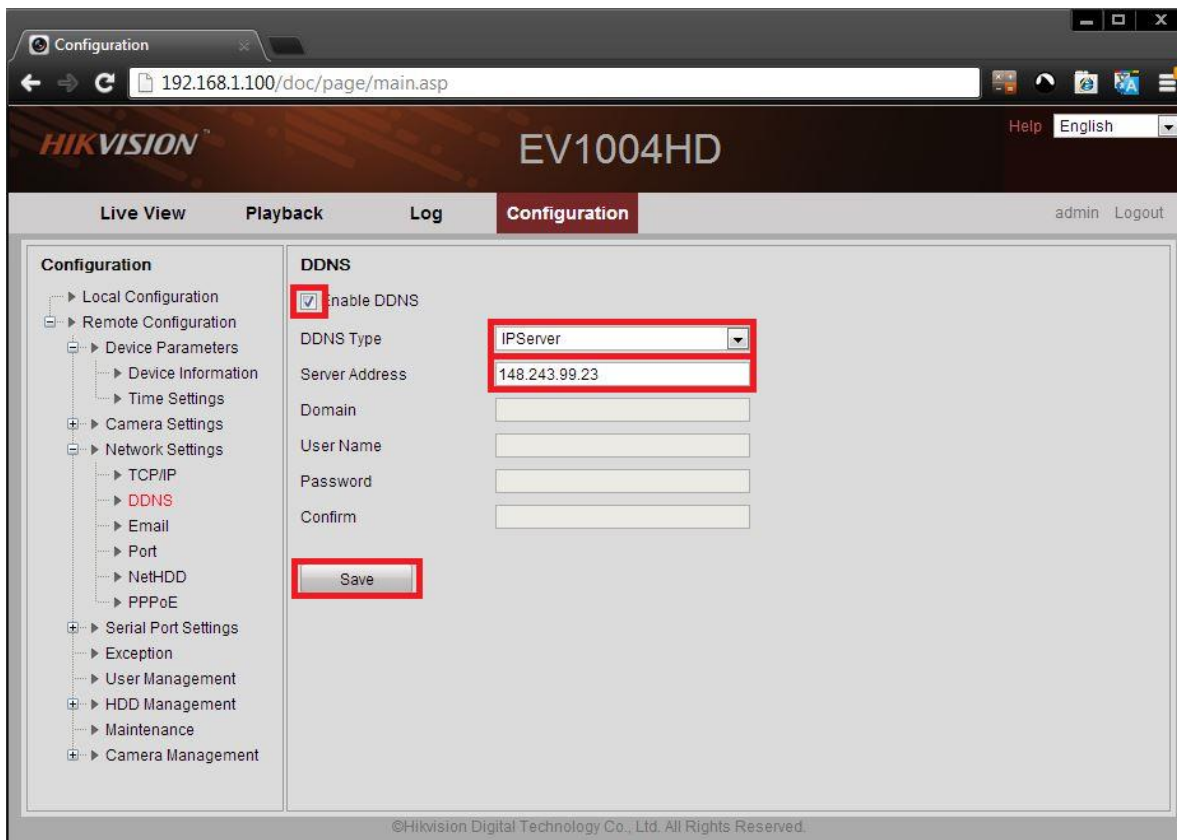 Configuration
192.168.1.100/doc/page/main.asp
HIKVISION™
EV1004HD
Help English
Live View Playback Log Configuration admin Logout
Configuration
Local Configuration
Remote Configuration
Device Parameters
Device Information
Time Settings
Camera Settings
Network Settings
TCP/IP
DDNS
Email
Port
NetHDD
PPPoE
Serial Port Settings
Exception
User Management
HDD Management
Maintenance
Camera Management
DDNS
Enable DDNS
DDNS Type IPServer
Server Address 148.243.99.23
Domain
User Name
Password
Confirm
Save
©Hikvision Digital Technology Co., Ltd. All Rights Reserved.